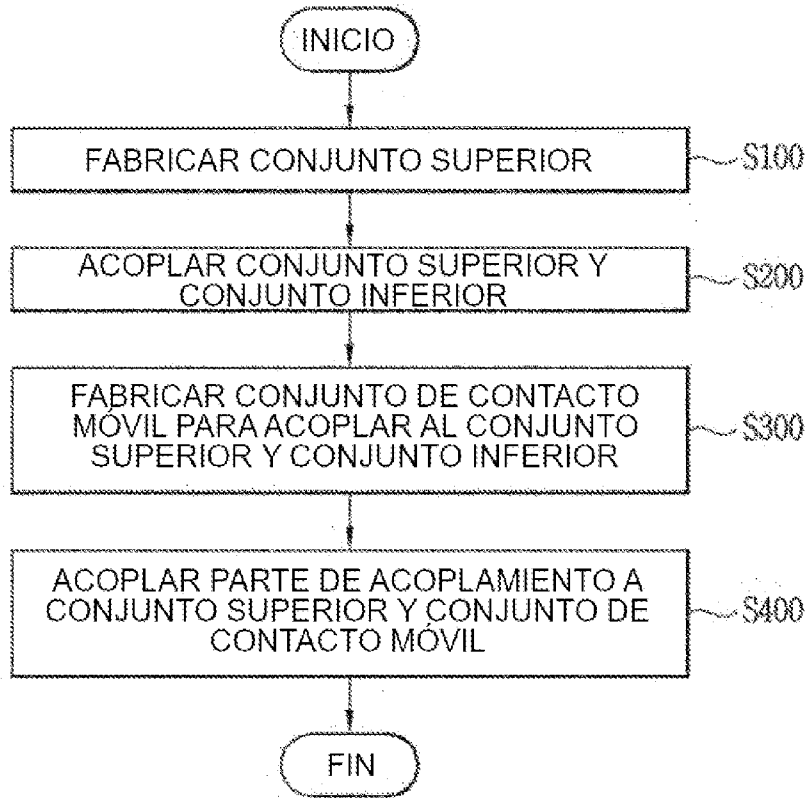 INICIO
FABRICAR CONJUNTO SUPERIOR
S100
ACOPLAR CONJUNTO SUPERIOR Y
CONJUNTO INFERIOR
S200
FABRICAR CONJUNTO DE CONTACTO
MÓVIL PARA ACOPLAR AL CONJUNTO
SUPERIOR Y CONJUNTO INFERIOR
S300
ACOPLAR PARTE DE ACOPLAMIENTO A
CONJUNTO SUPERIOR Y CONJUNTO DE
CONTACTO MÓVIL
S400
FIN